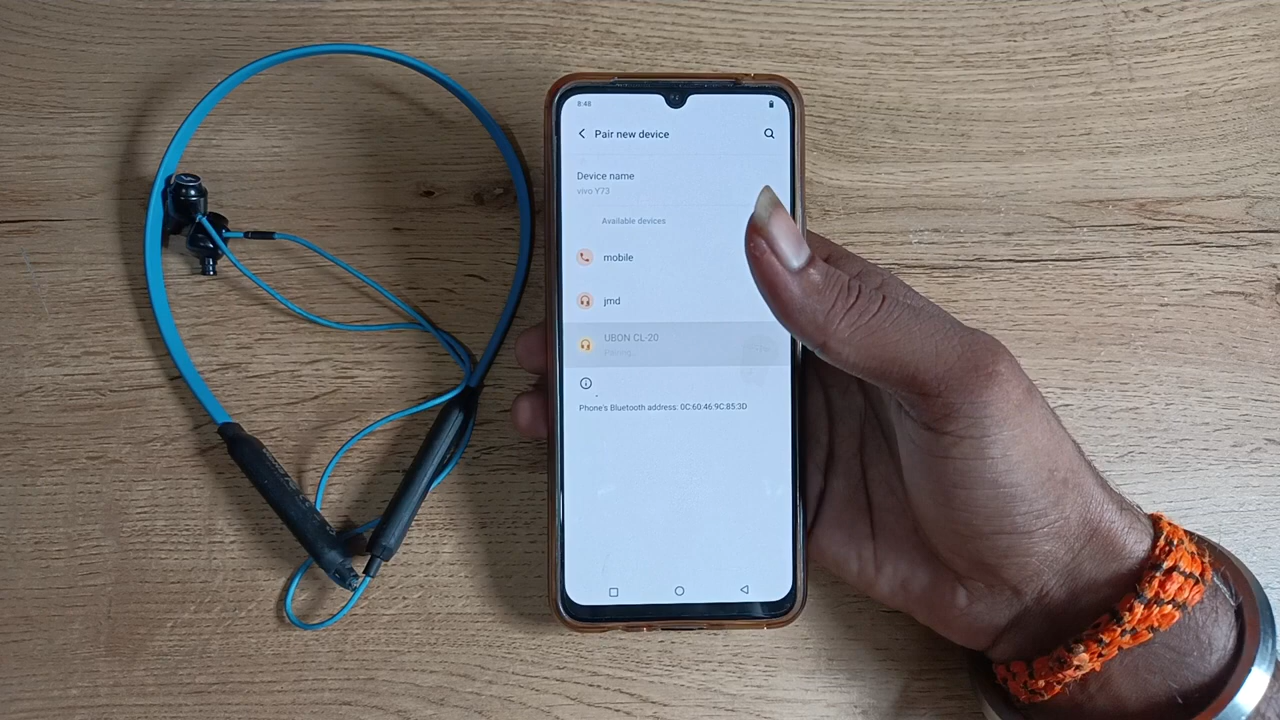 8:48
Pair new device
Device name
vivo Y73
Available devices
mobile
jmd
UBON CL-20
Pairing...
Phone's Bluetooth address: 0C:60:46:9C:85:3D